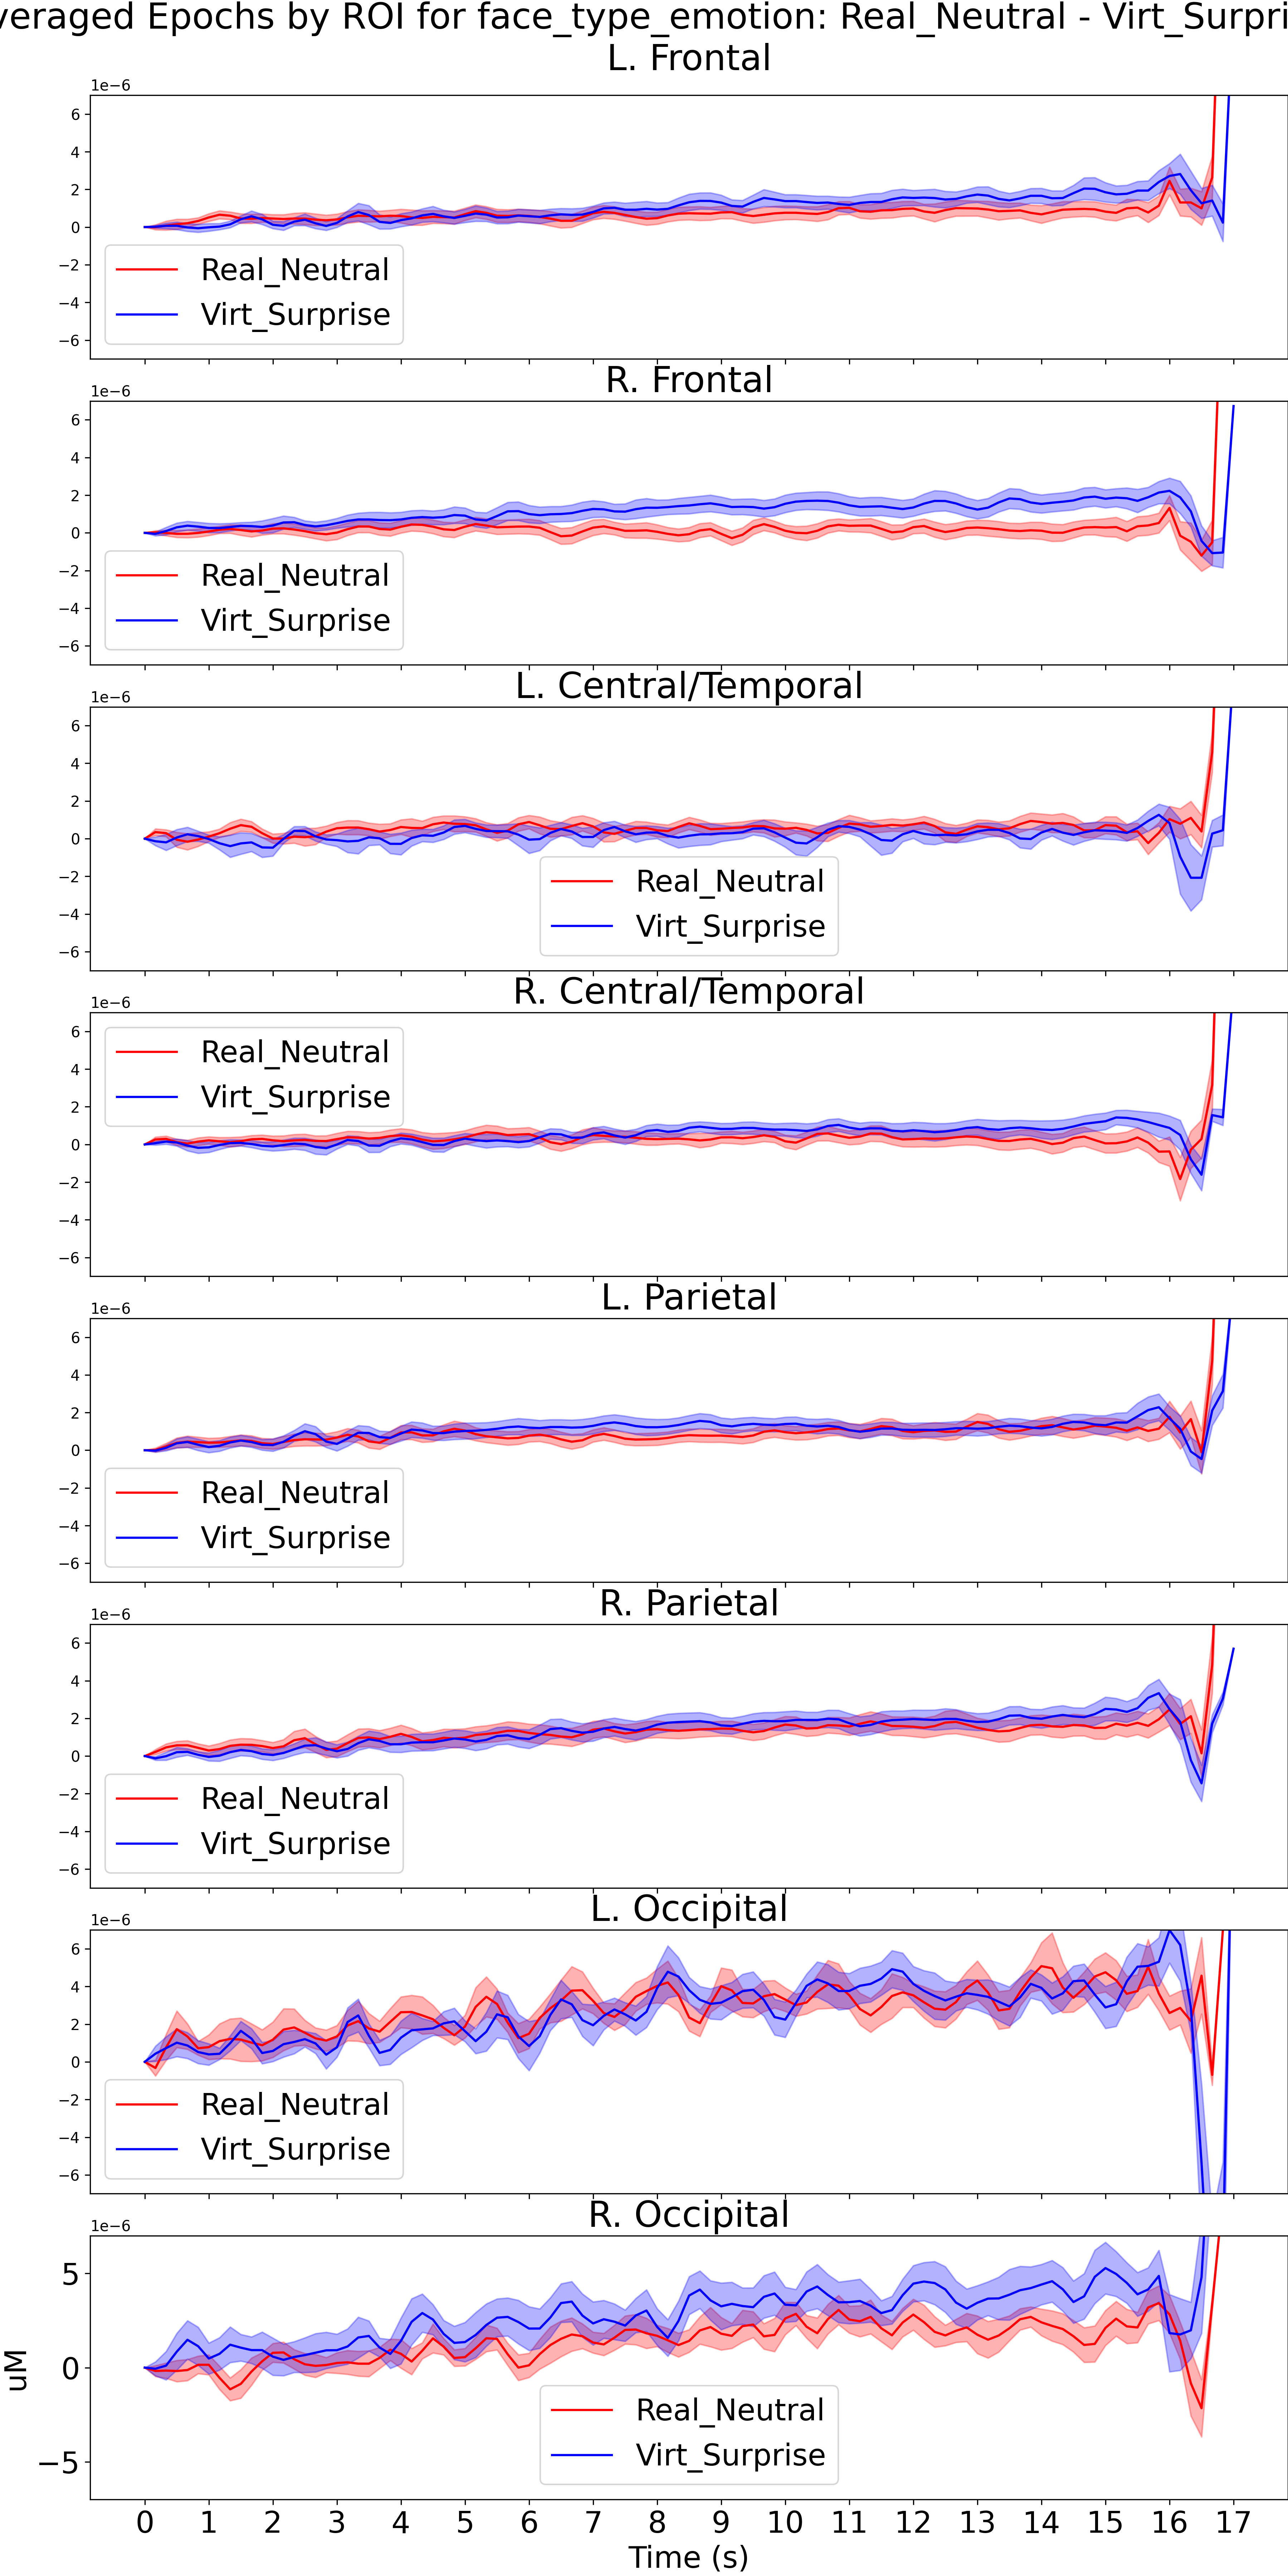 veraged Epochs by ROI for face_type_emotion: Real_Neutral - Virt_Surpri
L. Frontal
1e−6
6
4
2
0
−2
−4
−6
Real_Neutral
Virt_Surprise
R. Frontal
1e−6
6
4
2
0
−2
−4
−6
Real_Neutral
Virt_Surprise
L. Central/Temporal
1e−6
6
4
2
0
−2
−4
−6
Real_Neutral
Virt_Surprise
R. Central/Temporal
1e−6
6
4
2
0
−2
−4
−6
Real_Neutral
Virt_Surprise
L. Parietal
1e−6
6
4
2
0
−2
−4
−6
Real_Neutral
Virt_Surprise
R. Parietal
1e−6
6
4
2
0
−2
−4
−6
Real_Neutral
Virt_Surprise
L. Occipital
1e−6
6
4
2
0
−2
−4
−6
Real_Neutral
Virt_Surprise
R. Occipital
1e−6
5
0
−5
uM
Real_Neutral
Virt_Surprise
0 1 2 3 4 5 6 7 8 9 10 11 12 13 14 15 16 17
Time (s)